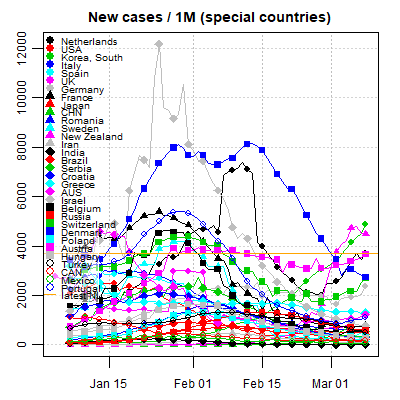 New cases / 1M (special countries)
12000
10000
8000
6000
4000
2000
0
Netherlands
USA
Korea, South
Italy
Spain
UK
Germany
France
Japan
CHN
Romania
Sweden
New Zealand
Iran
India
Brazil
Serbia
Croatia
Greece
AUS
Israel
Belgium
Russia
Switzerland
Denmark
Poland
Austria
Hungary
Turkey
CAN
Mexico
Portugal
Jan 15
Feb 01
Feb 15
Mar 01